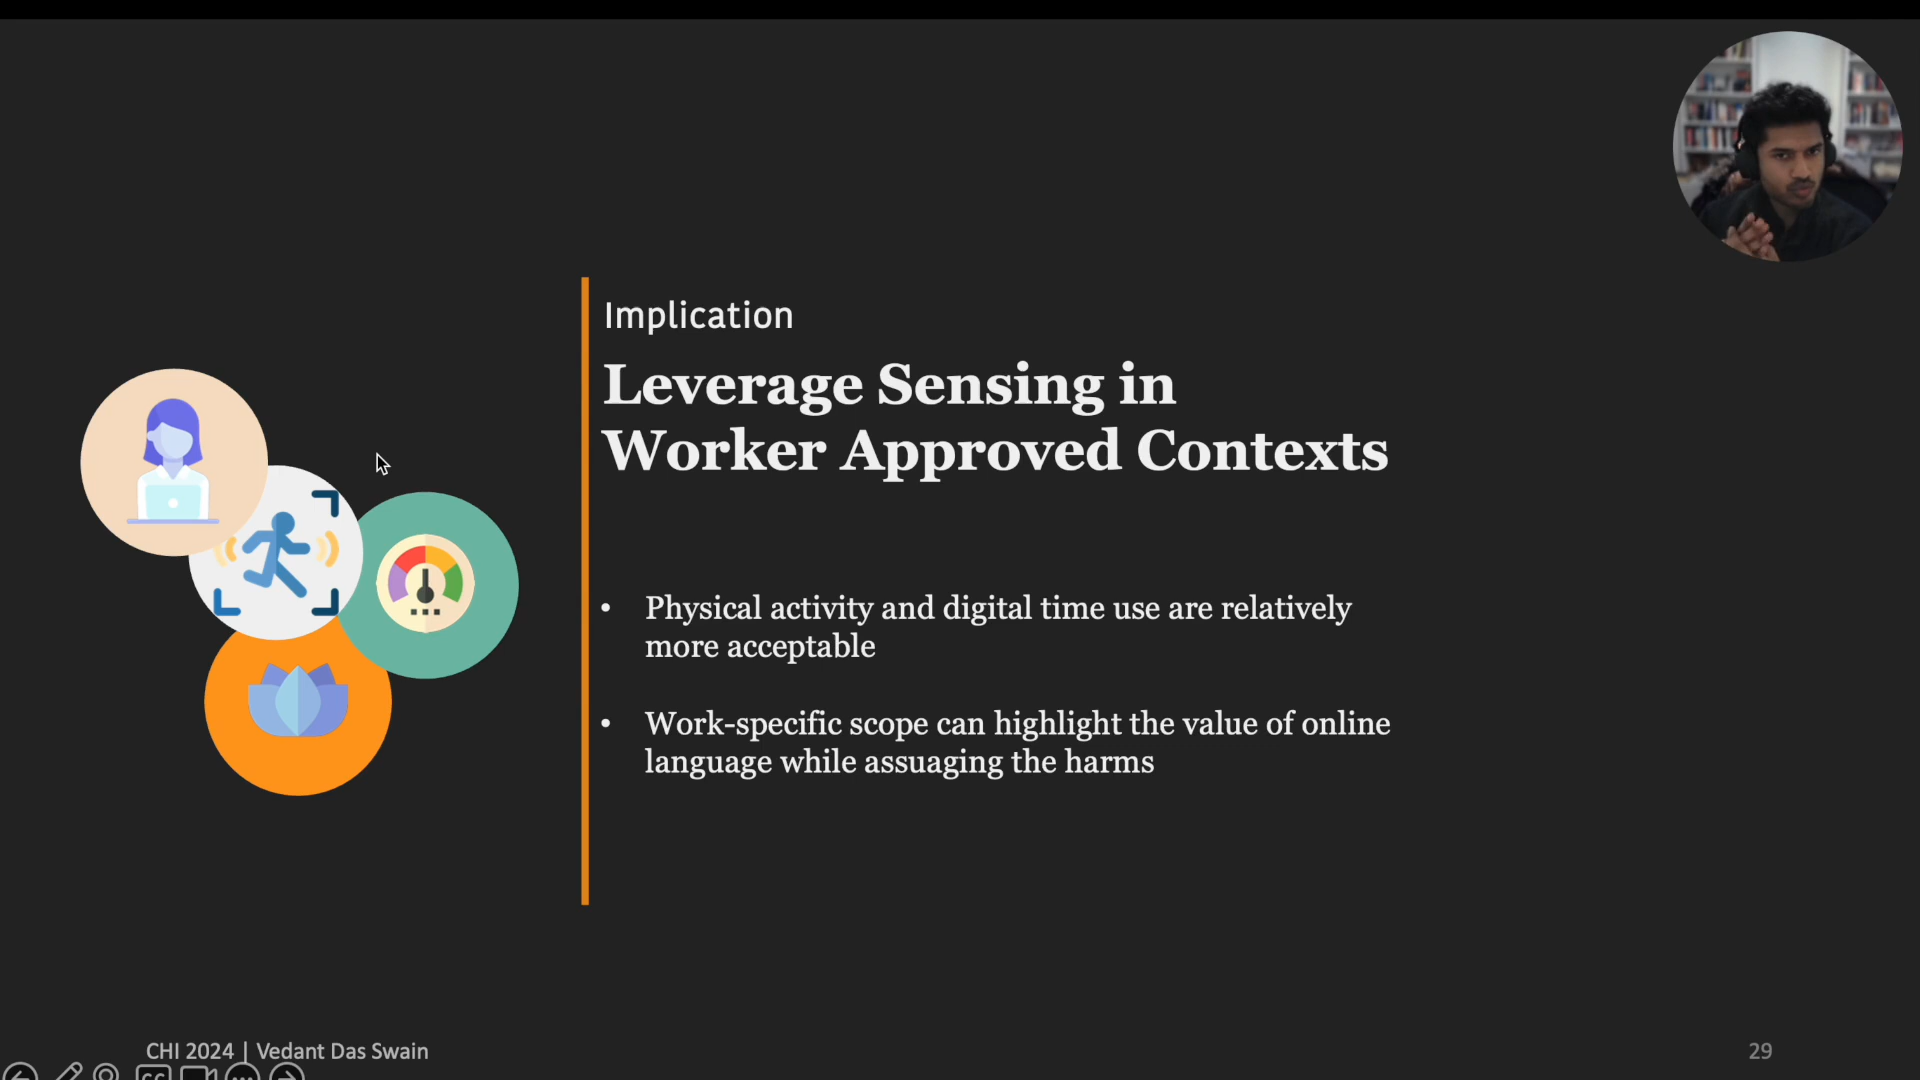 Implication
Leverage Sensing in
Worker Approved Contexts
• Physical activity and digital time use are relatively
more acceptable
• Work-specific scope can highlight the value of online
language while assuaging the harms
CHI 2024 | Vedant Das Swain
29
CC